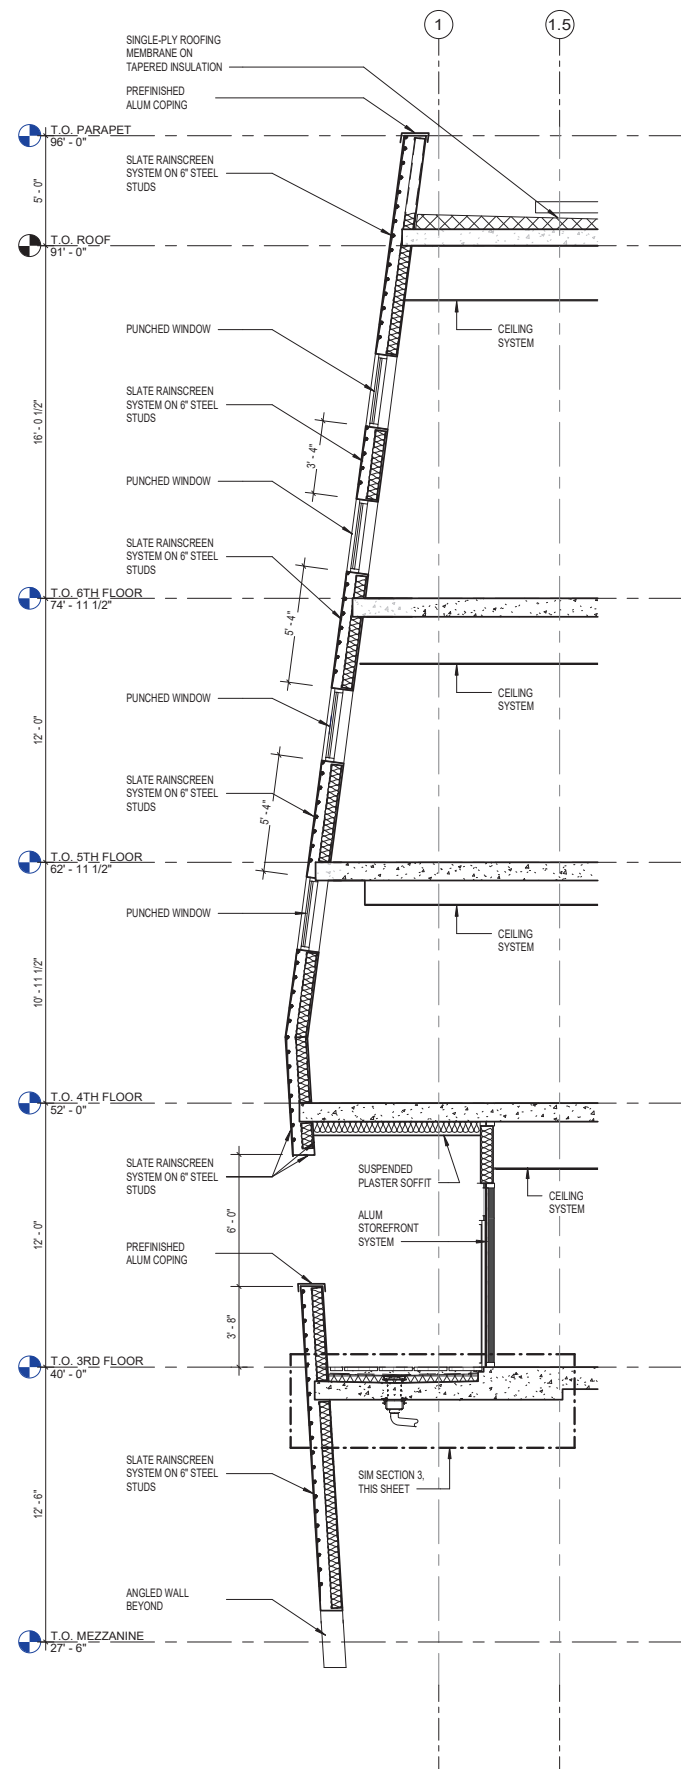 1
1.5
SINGLE-PLY ROOFING
MEMBRANE ON
TAPERED INSULATION
PREFINISHED
ALUM COPING
T.O. PARAPET
96' - 0"
SLATE RAINSCREEN
SYSTEM ON 6" STEEL
STUDS
5' - 0"
T.O. ROOF
91' - 0"
PUNCHED WINDOW
CEILING
SYSTEM
SLATE RAINSCREEN
SYSTEM ON 6" STEEL
STUDS
16' - 0 1/2"
3' - 4"
PUNCHED WINDOW
SLATE RAINSCREEN
SYSTEM ON 6" STEEL
STUDS
T.O. 6TH FLOOR
74' - 11 1/2"
5' - 4"
PUNCHED WINDOW
CEILING
SYSTEM
12' - 0"
SLATE RAINSCREEN
SYSTEM ON 6" STEEL
STUDS
5' - 4"
T.O. 5TH FLOOR
62' - 11 1/2"
PUNCHED WINDOW
CEILING
SYSTEM
10' - 11 1/2"
T.O. 4TH FLOOR
52' - 0"
SLATE RAINSCREEN
SYSTEM ON 6" STEEL
STUDS
SUSPENDED
PLASTER SOFFIT
CEILING
SYSTEM
ALUM
STOREFRONT
SYSTEM
6' - 0"
12' - 0"
PREFINISHED
ALUM COPING
3' - 8"
T.O. 3RD FLOOR
40' - 0"
SLATE RAINSCREEN
SYSTEM ON 6" STEEL
STUDS
SIM SECTION 3,
THIS SHEET
12' - 6"
ANGLED WALL
BEYOND
T.O. MEZZANINE
27' - 6"